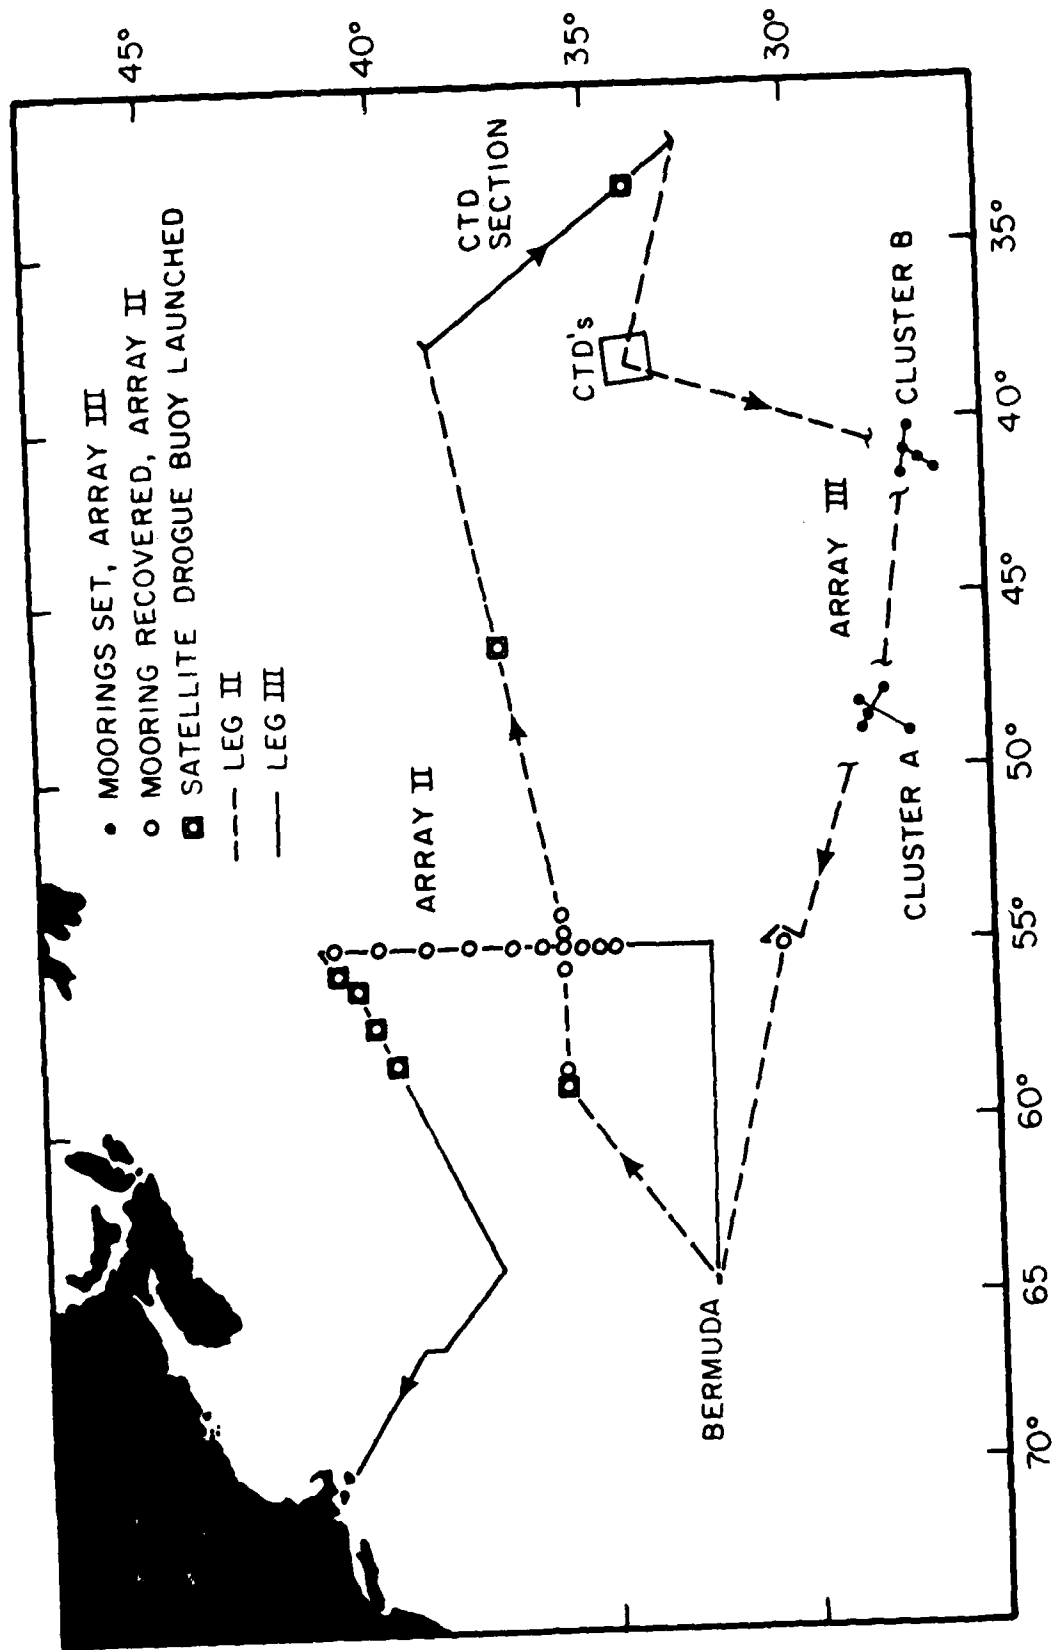 ● MOORINGS SET, ARRAY III
○ MOORING RECOVERED, ARRAY II
SATELLITE DROGUE BUOY LAUNCHED
--- LEG II
— LEG III
45°
40°
35°
30°
CTD
SECTION
CTD's
ARRAY II
ARRAY III
CLUSTER A
CLUSTER B
BERMUDA
70°
65
60°
55°
50°
45°
40°
35°